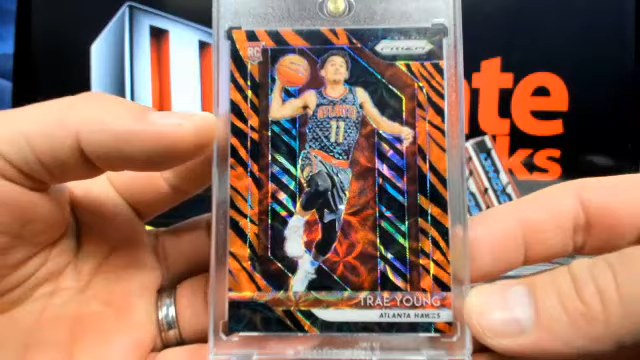 RC
PRIZM
ATLANTA
11
TRAE YOUNG
ATLANTA HAWKS
ate
ks